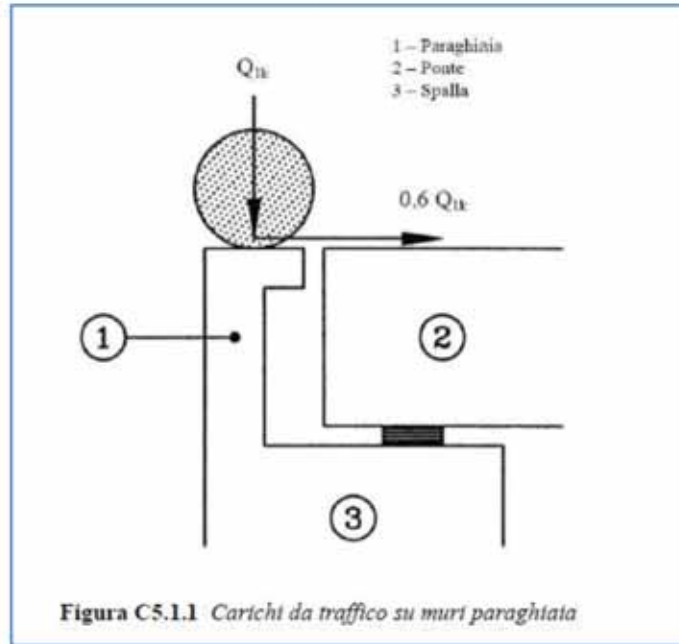 1 – Paraghiaia
2 – Ponte
3 – Spalla
Q1k
0,6 Q1k
1
2
3
Figura C5.1.1 Carichi da traffico su muri paraghiaia